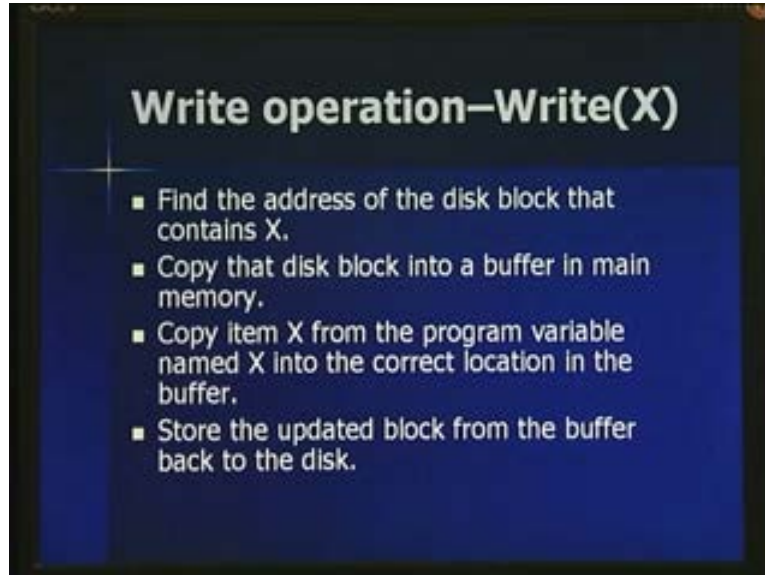 Write operation–Write(X)
▪ Find the address of the disk block that
contains X.
▪ Copy that disk block into a buffer in main
memory.
▪ Copy item X from the program variable
named X into the correct location in the
buffer.
▪ Store the updated block from the buffer
back to the disk.